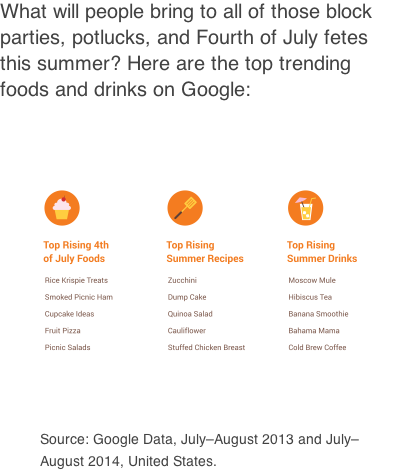 What will people bring to all of those block
parties, potlucks, and Fourth of July fetes
this summer? Here are the top trending
foods and drinks on Google:
Top Rising 4th
of July Foods
Rice Krispie Treats
Smoked Picnic Ham
Cupcake Ideas
Fruit Pizza
Picnic Salads
Top Rising
Summer Recipes
Zucchini
Dump Cake
Quinoa Salad
Cauliflower
Stuffed Chicken Breast
Top Rising
Summer Drinks
Moscow Mule
Hibiscus Tea
Banana Smoothie
Bahama Mama
Cold Brew Coffee
Source: Google Data, July–August 2013 and July–
August 2014, United States.